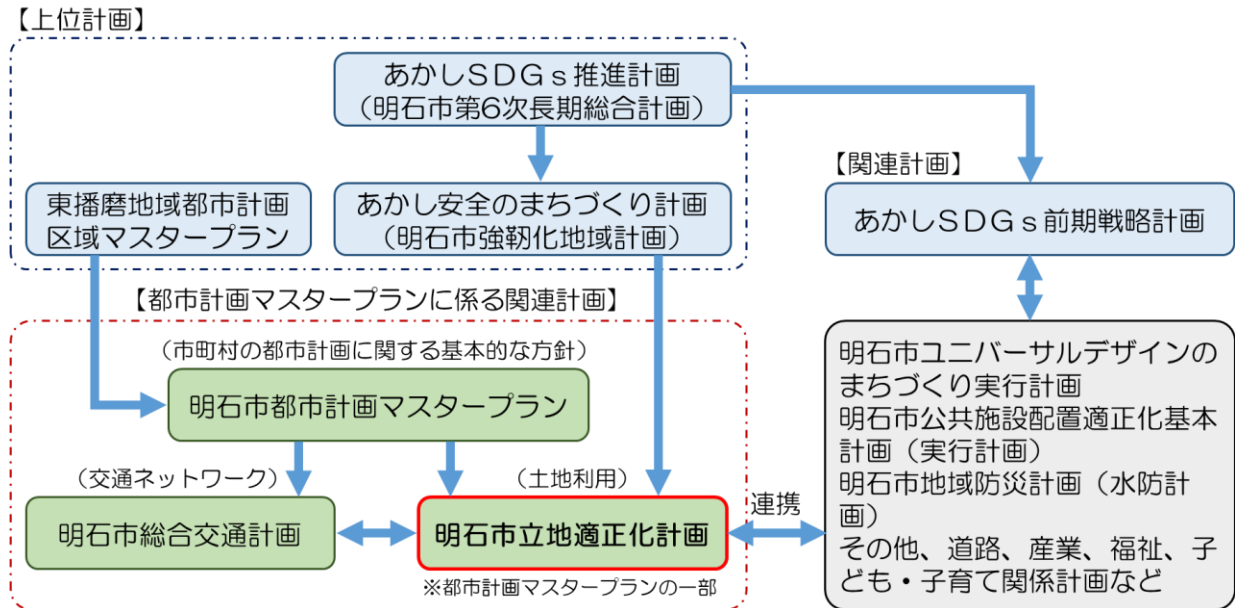 【上位計画】
あかしSDGs推進計画
(明石市第6次長期総合計画)
【関連計画】
東播磨地域都市計画
区域マスタープラン
あかし安全のまちづくり計画
(明石市強靭化地域計画)
あかしSDGs前期戦略計画
【都市計画マスタープランに係る関連計画】
(市町村の都市計画に関する基本的な方針)
明石市都市計画マスタープラン
(交通ネットワーク)
(土地利用)
明石市総合交通計画
明石市立地適正化計画
※都市計画マスタープランの一部
連携
明石市ユニバーサルデザインの
まちづくり実行計画
明石市公共施設配置適正化基本
計画(実行計画)
明石市地域防災計画(水防計
画)
その他、道路、産業、福祉、子
ども・子育て関係計画など